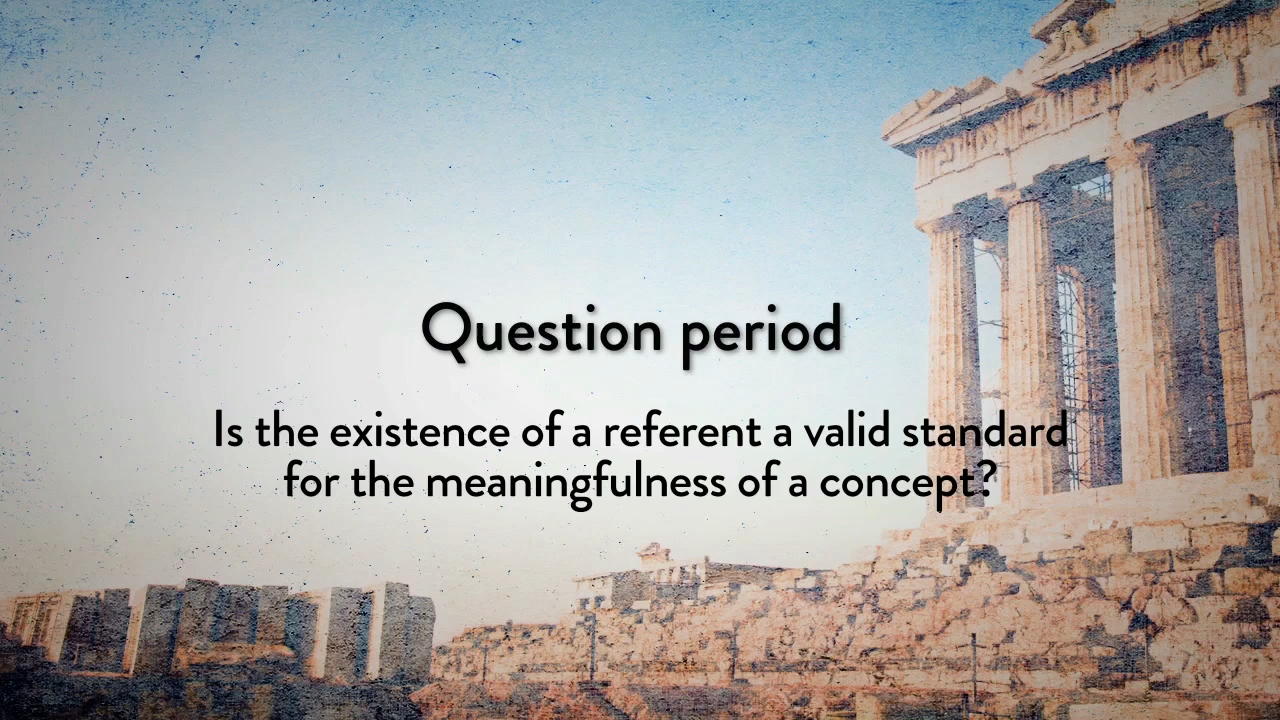 Question period
Is the existence of a referent a valid standard
for the meaningfulness of a concept?